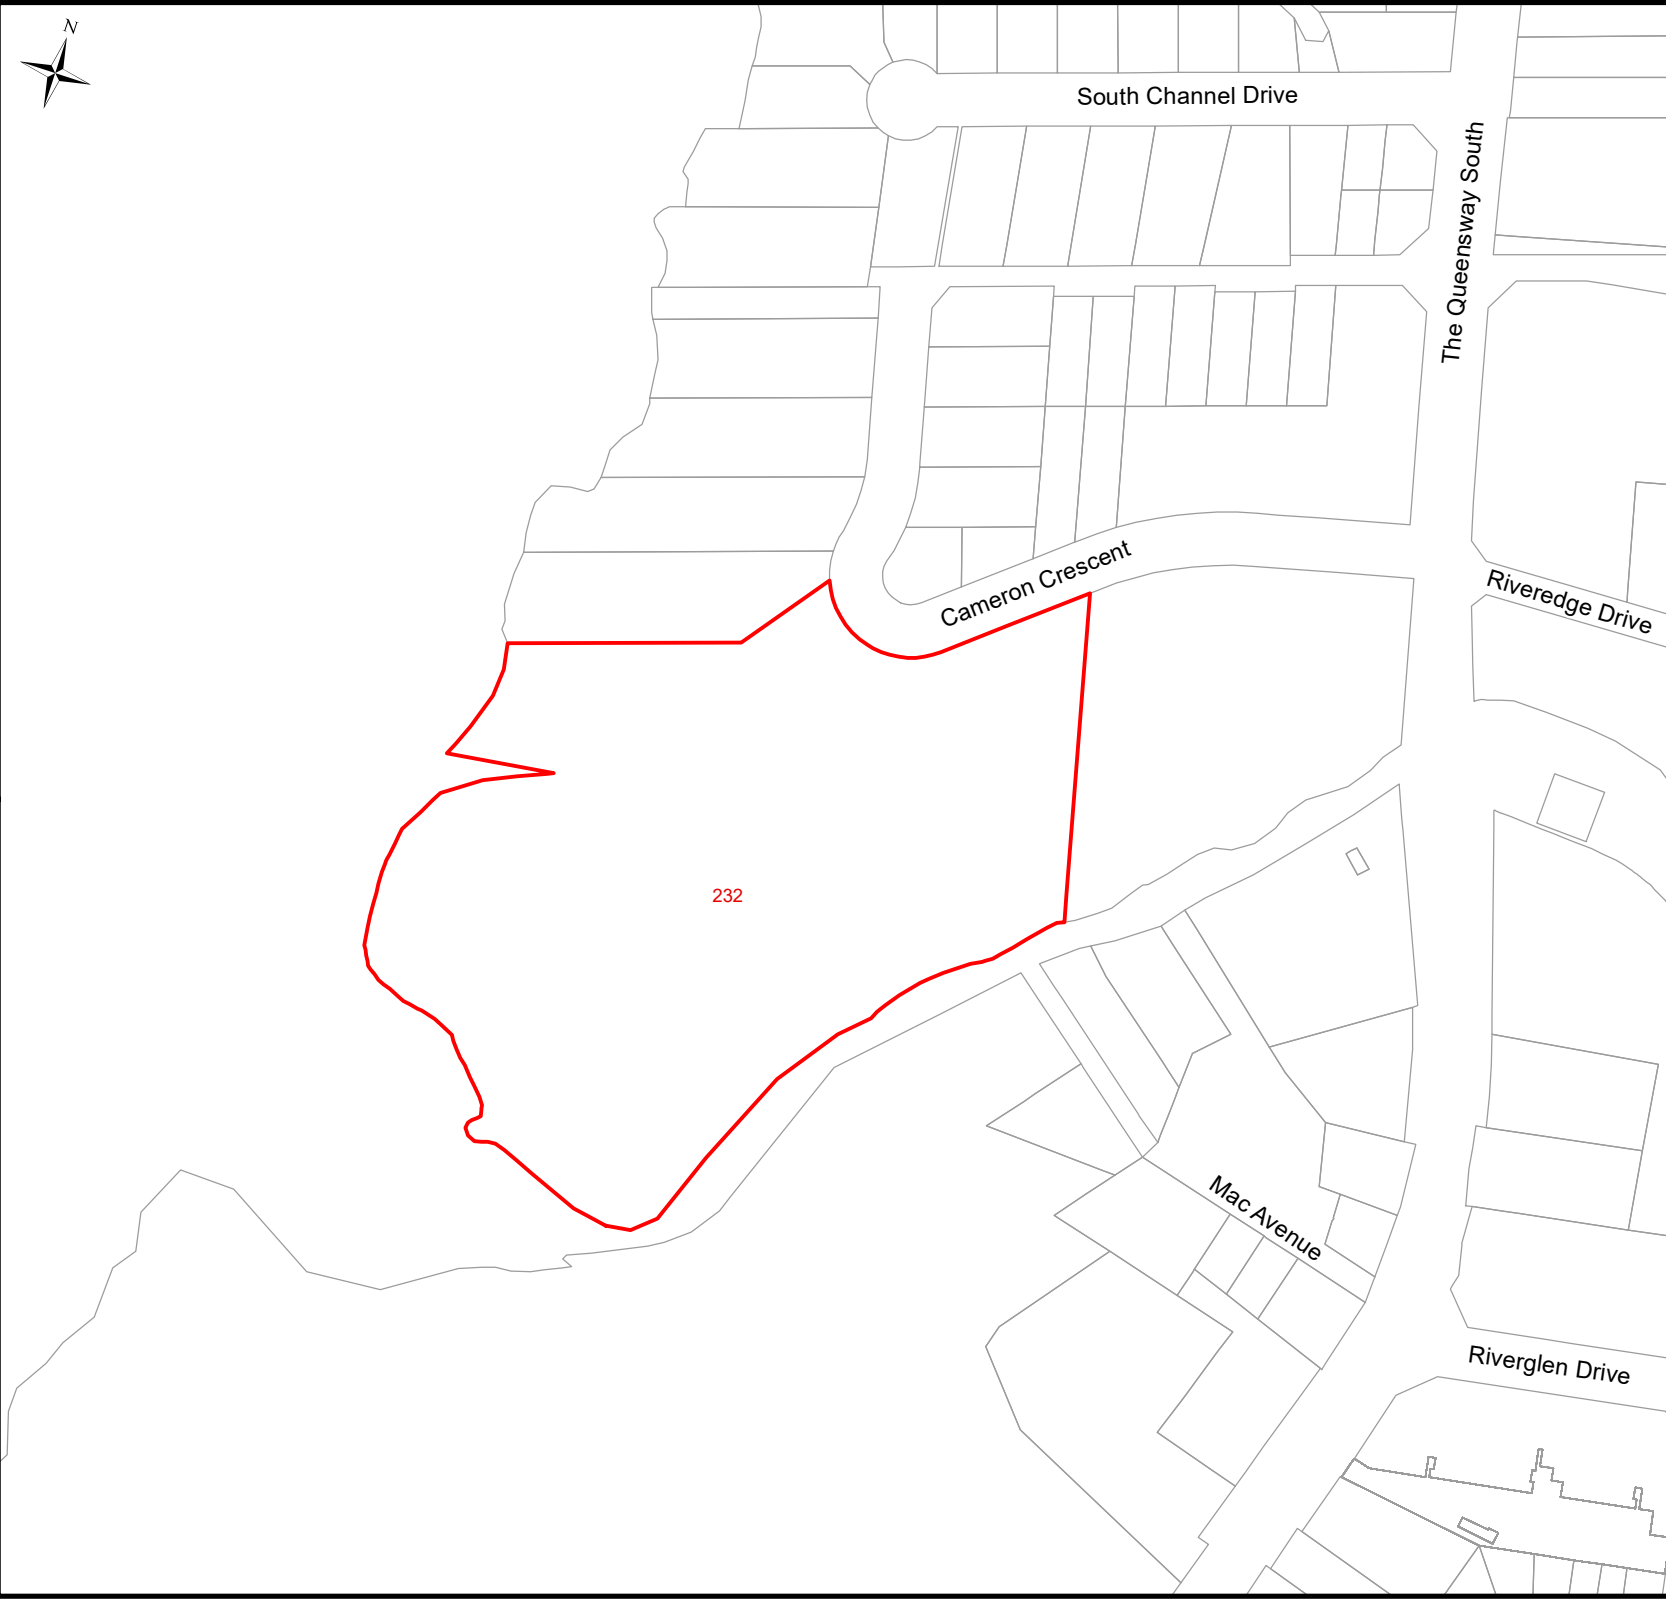 N
South Channel Drive
The Queensway South
Cameron Crescent
Riveredge Drive
232
Mac Avenue
Riverglen Drive